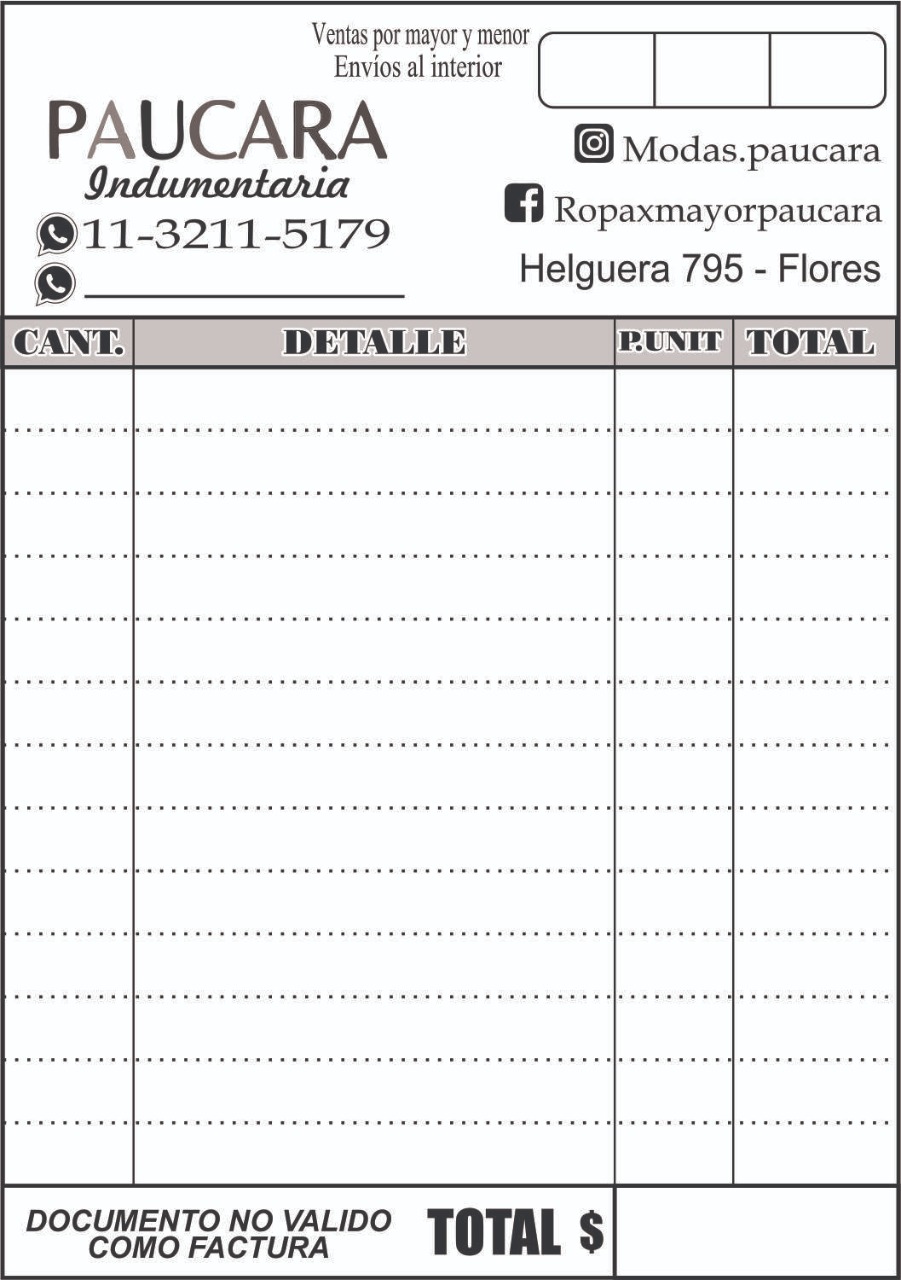 Ventas por mayor y menor
Envíos al interior
PAUCARA
Indumentaria
11-3211-5179
Modas.paucara
Ropaxmayorpaucara
Helguera 795 - Flores
CANT. DETALLE P.UNIT TOTAL
DOCUMENTO NO VALIDO
COMO FACTURA
TOTAL $